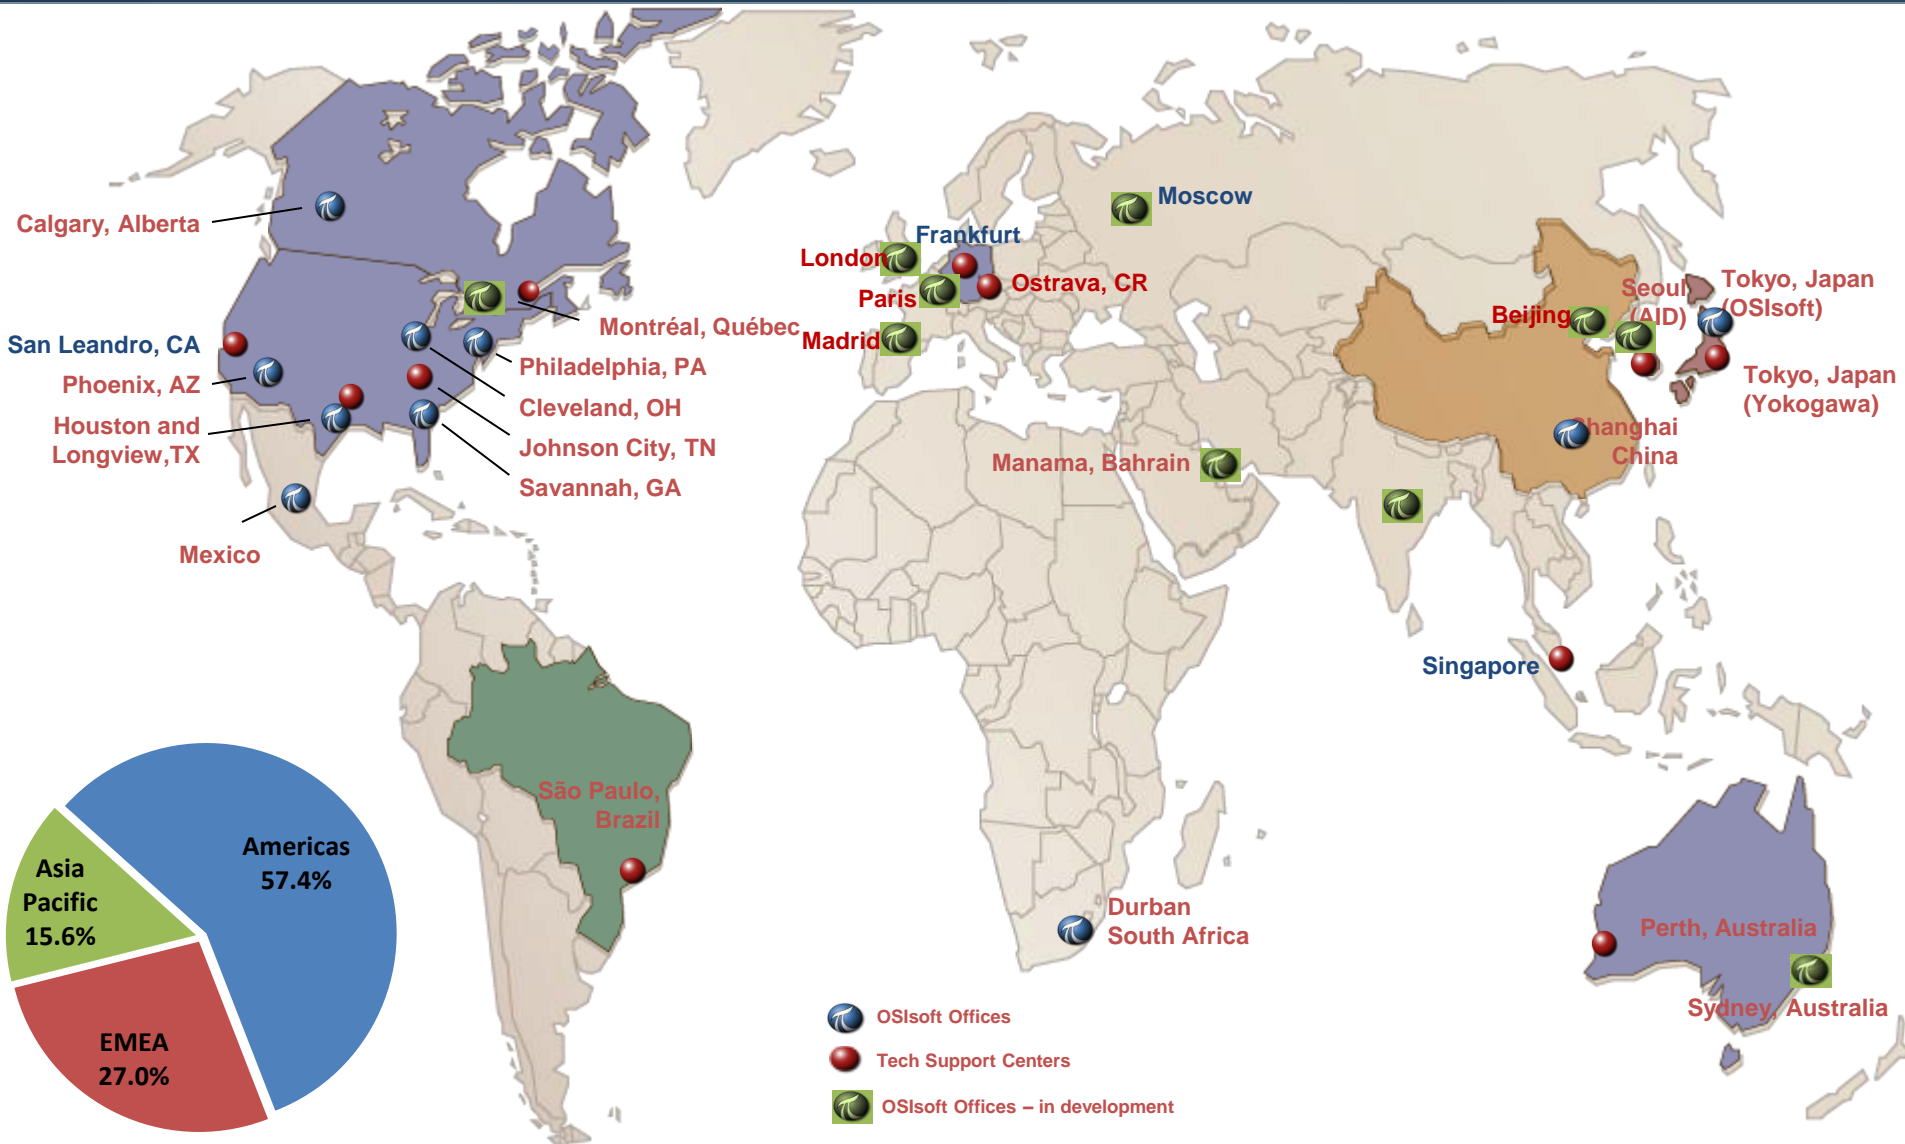 Calgary, Alberta
San Leandro, CA
Phoenix, AZ
Houston and
Longview,TX
Mexico
Montréal, Québec
Philadelphia, PA
Cleveland, OH
Johnson City, TN
Savannah, GA
São Paulo,
Brazil
Moscow
Frankfurt
London
Paris
Madrid
Ostrava, CR
Manama, Bahrain
Durban
South Africa
Beijing
Seoul
(AID)
Tokyo, Japan
(OSIsoft)
Tokyo, Japan
(Yokogawa)
Shanghai
China
Singapore
Perth, Australia
Sydney, Australia
Americas
57.4%
Asia
Pacific
15.6%
EMEA
27.0%
OSIsoft Offices
Tech Support Centers
OSIsoft Offices – in development